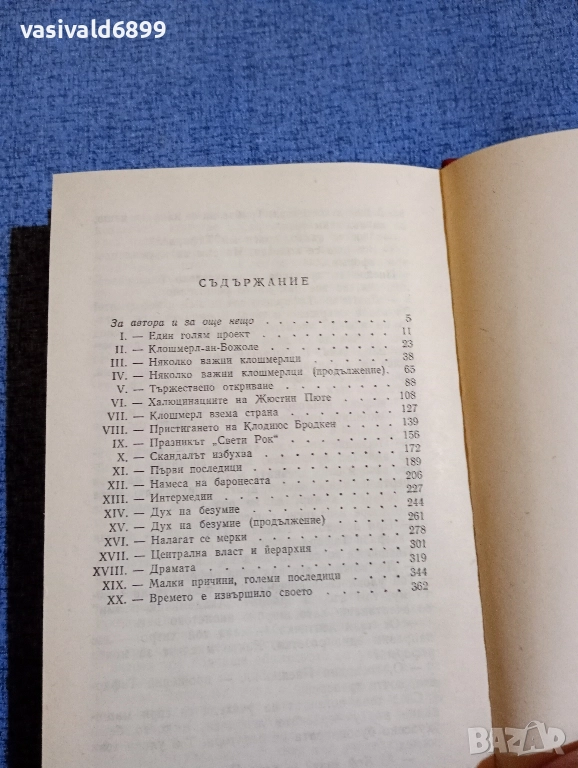 vasivald6899
СЪДЪРЖАНИЕ
За автора и за още нещо . . . . . . . . . . 5
I. — Един голям проект . . . . . . . . . . 11
II. — Клошмерл-ан-Божоле . . . . . . . . . 23
III. — Няколко важни клошмерлци . . . . . . 38
IV. — Няколко важни клошмерлци (продължение). 65
V. — Тържествено откриване . . . . . . . . 88
VI. — Халюцинациите на Жюстин Пюте . . . . 108
VII. — Клошмерл взема страна . . . . . . . 127
VIII. — Пристигането на Клодиюс Бродкен . . . 139
IX. — Празникът „Свети Рок“ . . . . . . . 156
X. — Скандалът избухва . . . . . . . . . 172
XI. — Първи последици . . . . . . . . . . 189
XII. — Намеса на баронесата . . . . . . . . 206
XIII. — Интермедии . . . . . . . . . . . . 227
XIV. — Дух на безумие . . . . . . . . . . 244
XV. — Дух на безумие (продължение) . . . . 261
XVI. — Налагат се мерки . . . . . . . . . 278
XVII. — Централна власт и йерархия . . . . . 301
XVIII. — Драмата . . . . . . . . . . . . . 319
XIX. — Малки причини, големи последици . . . 344
XX. — Времето е извършило своето . . . . . 362
BAZAR
www.Bazar.bg